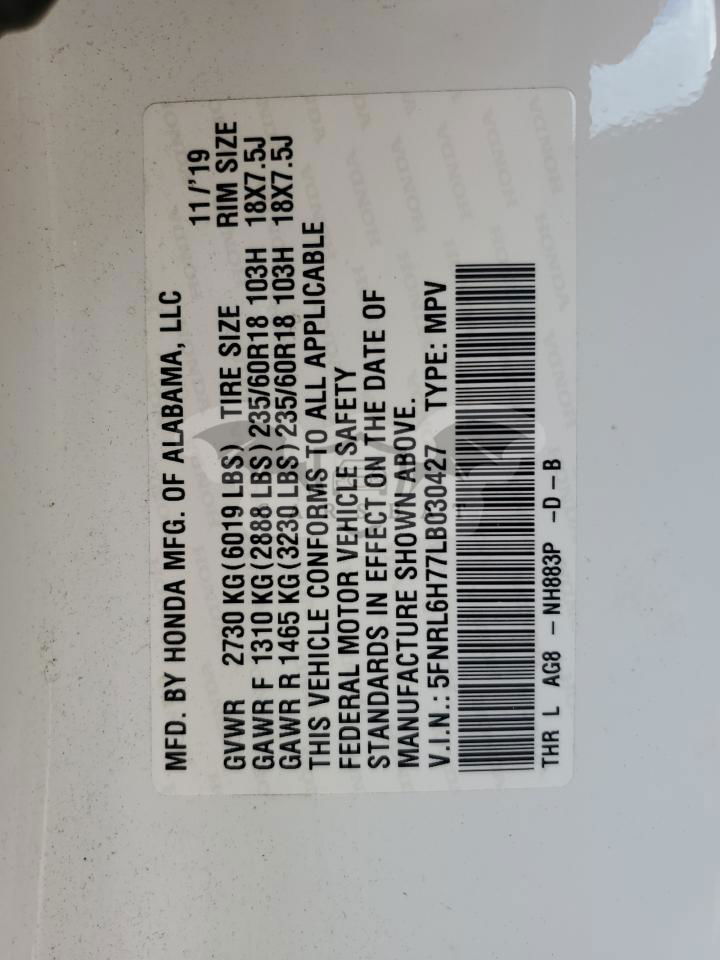 MFD. BY HONDA MFG. OF ALABAMA, LLC 11/'19
GVWR 2730 KG(6019 LBS) TIRE SIZE RIM SIZE
GAWR F 1310 KG(2888 LBS) 235/60R18 103H 18X7.5J
GAWR R 1465 KG(3230 LBS) 235/60R18 103H 18X7.5J
THIS VEHICLE CONFORMS TO ALL APPLICABLE
FEDERAL MOTOR VEHICLE SAFETY
STANDARDS IN EFFECT ON THE DATE OF
MANUFACTURE SHOWN ABOVE.
V.I.N.: 5FNRL6H77LB030427 TYPE: MPV
THR L AG8 - NH883P -D-B